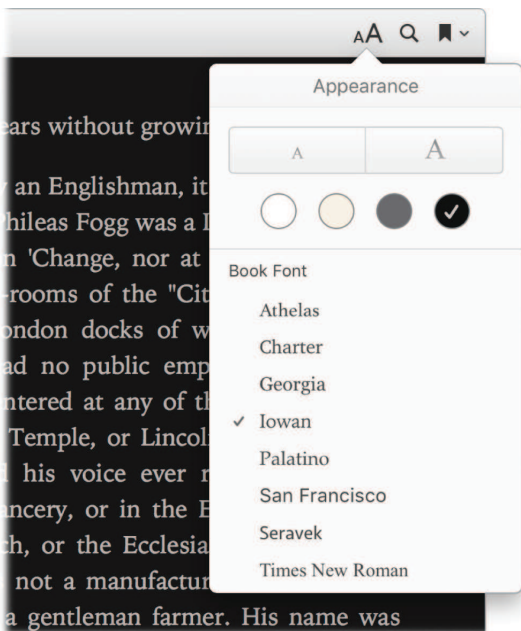 AA
ears without growin
y an Englishman, it
hileas Fogg was a L
n 'Change, nor at
-rooms of the "Cit
ondon docks of w
ad no public emp
ntered at any of th
Temple, or Lincol
d his voice ever r
ancery, or in the E
ch, or the Ecclesia
not a manufactur
a gentleman farmer. His name was
Appearance
A A
Book Font
Athelas
Charter
Georgia
Iowan
Palatino
San Francisco
Seravek
Times New Roman